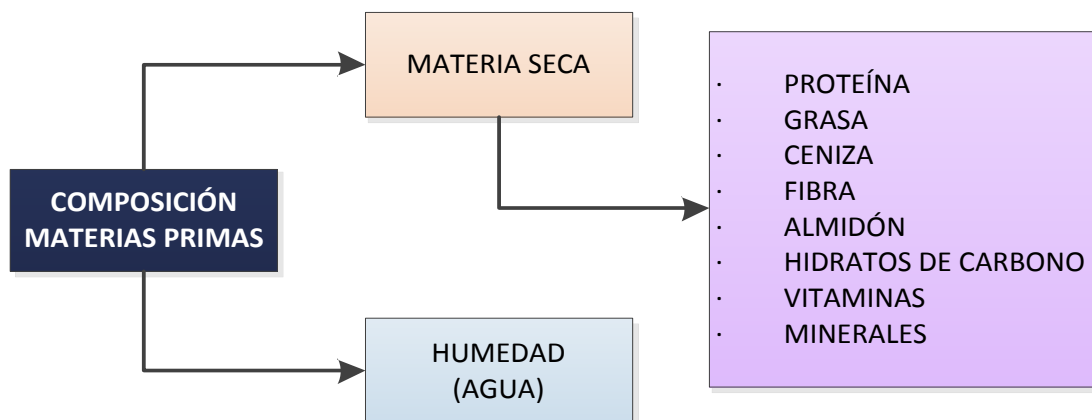 COMPOSICIÓN
MATERIAS PRIMAS
MATERIA SECA
· PROTEÍNA
· GRASA
· CENIZA
· FIBRA
· ALMIDÓN
· HIDRATOS DE CARBONO
· VITAMINAS
· MINERALES
HUMEDAD
(AGUA)